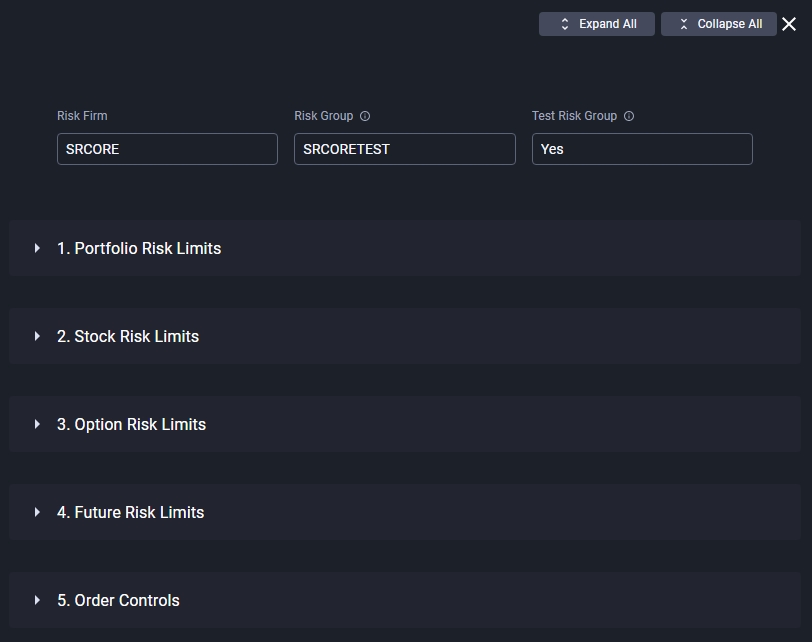 Expand All
Collapse All
Risk Firm
Risk Group
Test Risk Group
SRCORE
SRCORETEST
Yes
1. Portfolio Risk Limits
2. Stock Risk Limits
3. Option Risk Limits
4. Future Risk Limits
5. Order Controls